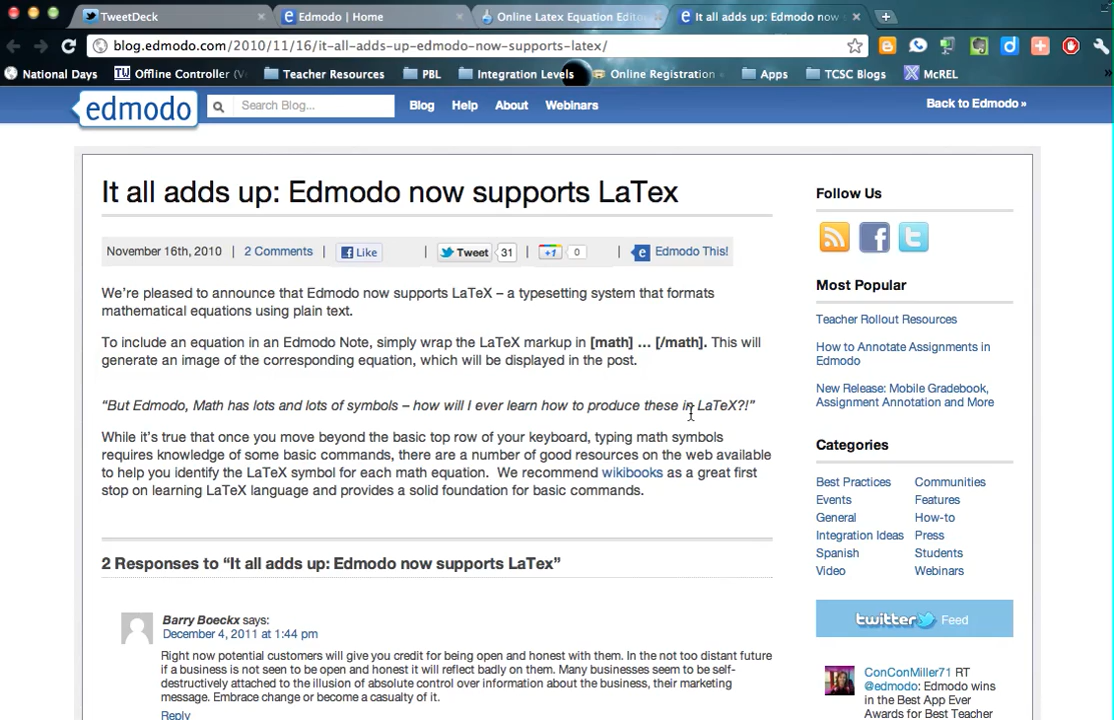 TweetDeck
Edmodo | Home
Online Latex Equation Edito
It all adds up: Edmodo now
blog.edmodo.com/2010/11/16/it-all-adds-up-edmodo-now-supports-latex/
National Days
Offline Controller (V
Teacher Resources
PBL
Integration Levels
Online Registration
Apps
TCSC Blogs
McREL
edmodo
Search Blog...
Blog
Help
About
Webinars
Back to Edmodo »
It all adds up: Edmodo now supports LaTex
November 16th, 2010 | 2 Comments | Like | Tweet 31 | +1 0 | Edmodo This!
We're pleased to announce that Edmodo now supports LaTeX – a typesetting system that formats
mathematical equations using plain text.
To include an equation in an Edmodo Note, simply wrap the LaTeX markup in [math] ... [/math]. This will
generate an image of the corresponding equation, which will be displayed in the post.
“But Edmodo, Math has lots and lots of symbols – how will I ever learn how to produce these in LaTeX?!”
While it's true that once you move beyond the basic top row of your keyboard, typing math symbols
requires knowledge of some basic commands, there are a number of good resources on the web available
to help you identify the LaTeX symbol for each math equation. We recommend wikibooks as a great first
stop on learning LaTeX language and provides a solid foundation for basic commands.
2 Responses to “It all adds up: Edmodo now supports LaTex”
Barry Boeckx says:
December 4, 2011 at 1:44 pm
Right now potential customers will give you credit for being open and honest with them. In the not too distant future
if a business is not seen to be open and honest it will reflect badly on them. Many businesses seem to be self-
destructively attached to the illusion of absolute control over information about the business, their marketing
message. Embrace change or become a casualty of it.
Reply
Follow Us
Most Popular
Teacher Rollout Resources
How to Annotate Assignments in
Edmodo
New Release: Mobile Gradebook,
Assignment Annotation and More
Categories
Best Practices
Communities
Events
Features
General
How-to
Integration Ideas
Press
Spanish
Students
Video
Webinars
twitter Feed
ConConMiller71 RT
@edmodo: Edmodo wins
in the Best App Ever
Awards for Best Teacher